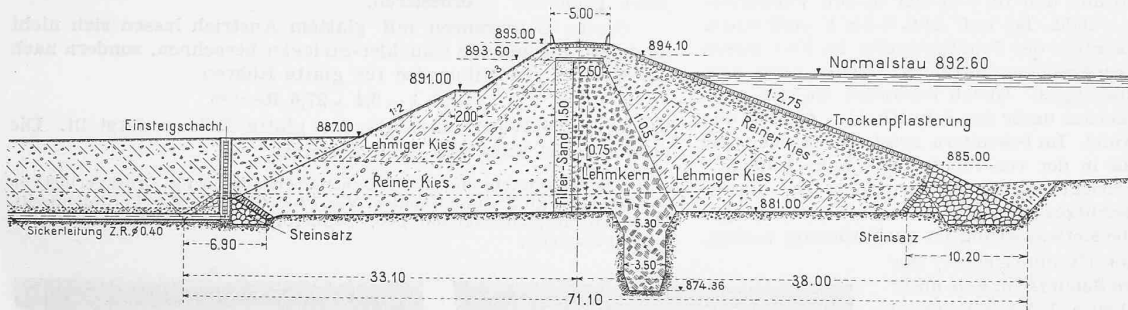 5.00
895.00
893.60
894.10
Normalstau 892.60
891.00
2:3
2.50
1:2
2.00
1:2.75
Trockenpflasterung
Einsteigschacht
887.00
Lehmiger Kies
1.50
1:0,5
Reiner Kies
10.75
885.00
Reiner Kies
Filter-Sand
Lehmkern
Lehmiger Kies
881.00
Sickerleitung Z.R.φ0.40
Steinsatz
5.30
Steinsatz
6.90
10.20
3.50
33.10
38.00
874.36
71.10